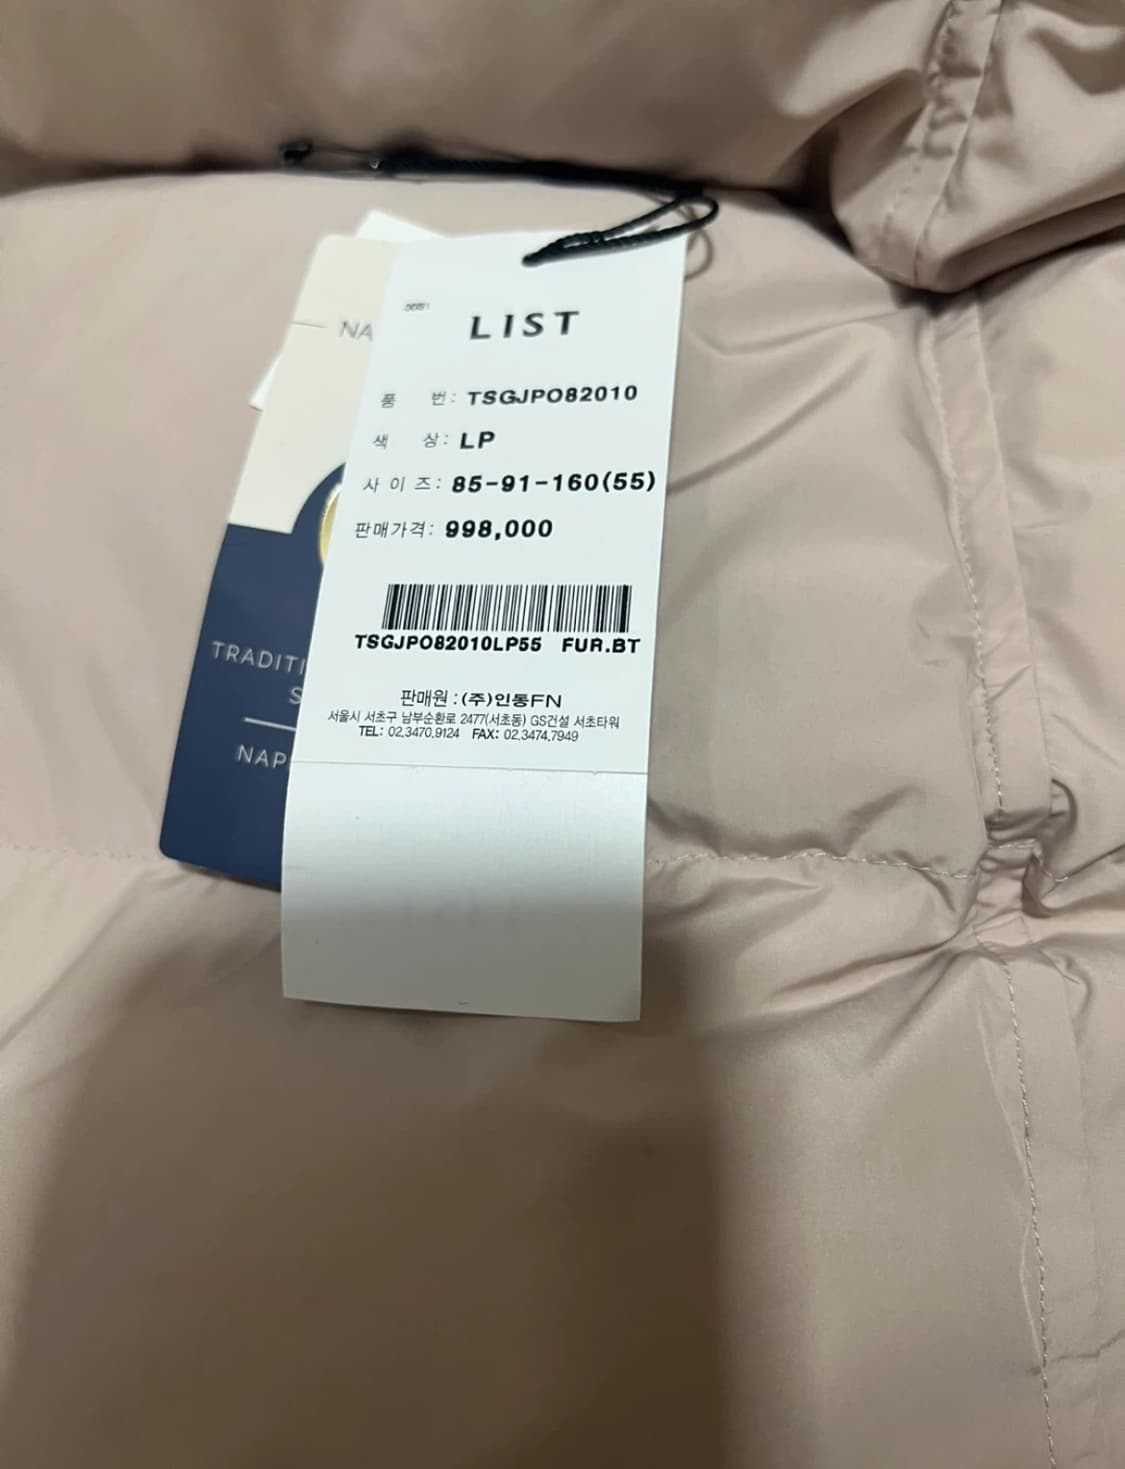 LIST
품 번: TSGJPO82010
색 상: LP
사 이 즈: 85-91-160(55)
판매가격: 998,000
TSGJPO82010LP55 FUR.BT
판매원 : (주)인동FN
서울시 서초구 남부순환로 2477(서초동) GS건설 서초타워
TEL: 02.3470.9124 FAX: 02.3474.7949
NA
TRADITI
S
NAP